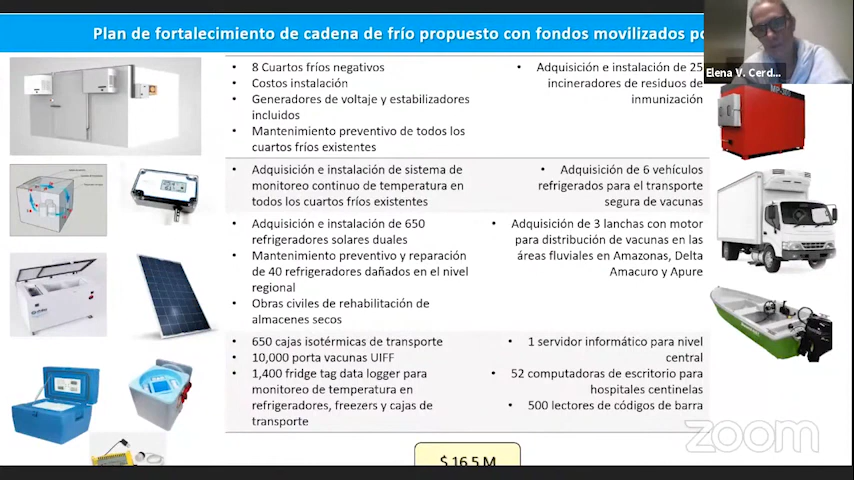 Plan de fortalecimiento de cadena de frío propuesto con fondos movilizados
Elena V. Cerd...
• 8 Cuartos fríos negativos
• Costos instalación
• Generadores de voltaje y estabilizadores
incluidos
• Mantenimiento preventivo de todos los
cuartos fríos existentes
• Adquisición e instalación de 25
incineradores de residuos de
inmunización
• Adquisición e instalación de sistema de
monitoreo continuo de temperatura en
todos los cuartos fríos existentes
• Adquisición de 6 vehículos
refrigerados para el transporte
segura de vacunas
• Adquisición e instalación de 650
refrigeradores solares duales
• Mantenimiento preventivo y reparación
de 40 refrigeradores dañados en el nivel
regional
• Obras civiles de rehabilitación de
almacenes secos
• Adquisición de 3 lanchas con motor
para distribución de vacunas en las
áreas fluviales en Amazonas, Delta
Amacuro y Apure
• 650 cajas isotérmicas de transporte
• 10,000 porta vacunas UIFF
• 1,400 fridge tag data logger para
monitoreo de temperatura en
refrigeradores, freezers y cajas de
transporte
• 1 servidor informático para nivel
central
• 52 computadoras de escritorio para
hospitales centinelas
• 500 lectores de códigos de barra
$ 16.5 M
zoom